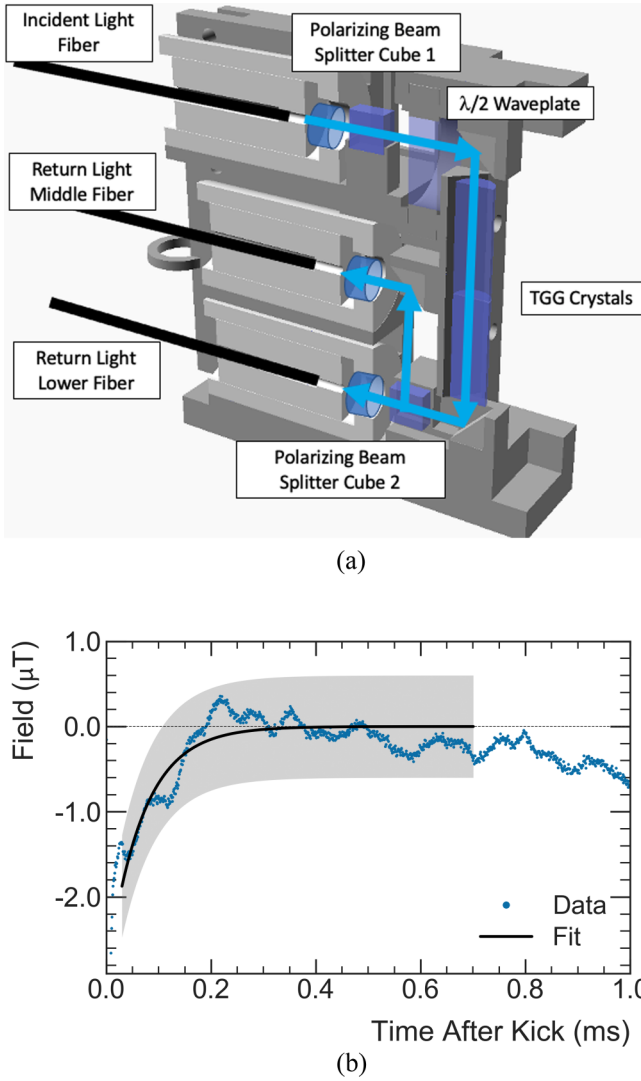 Incident Light
Fiber
Polarizing Beam
Splitter Cube 1
λ/2 Waveplate
Return Light
Middle Fiber
TGG Crystals
Return Light
Lower Fiber
Polarizing Beam
Splitter Cube 2
(a)
Field (μT)
1.0
0.0
-1.0
-2.0
Data
Fit
0.0 0.2 0.4 0.6 0.8 1.0
Time After Kick (ms)
(b)